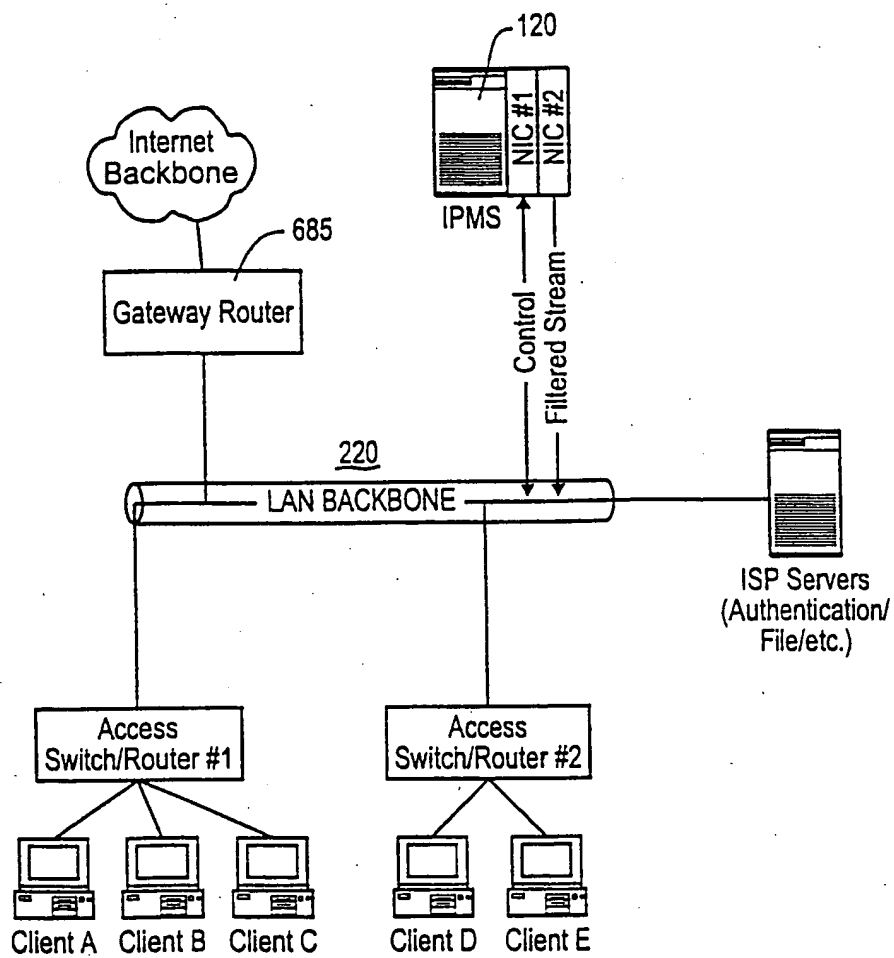 120
Internet
Backbone
NIC #1
NIC #2
IPMS
685
Gateway Router
Control
Filtered Stream
220
LAN BACKBONE
ISP Servers
(Authentication/
File/etc.)
Access
Switch/Router #1
Access
Switch/Router #2
Client A
Client B
Client C
Client D
Client E